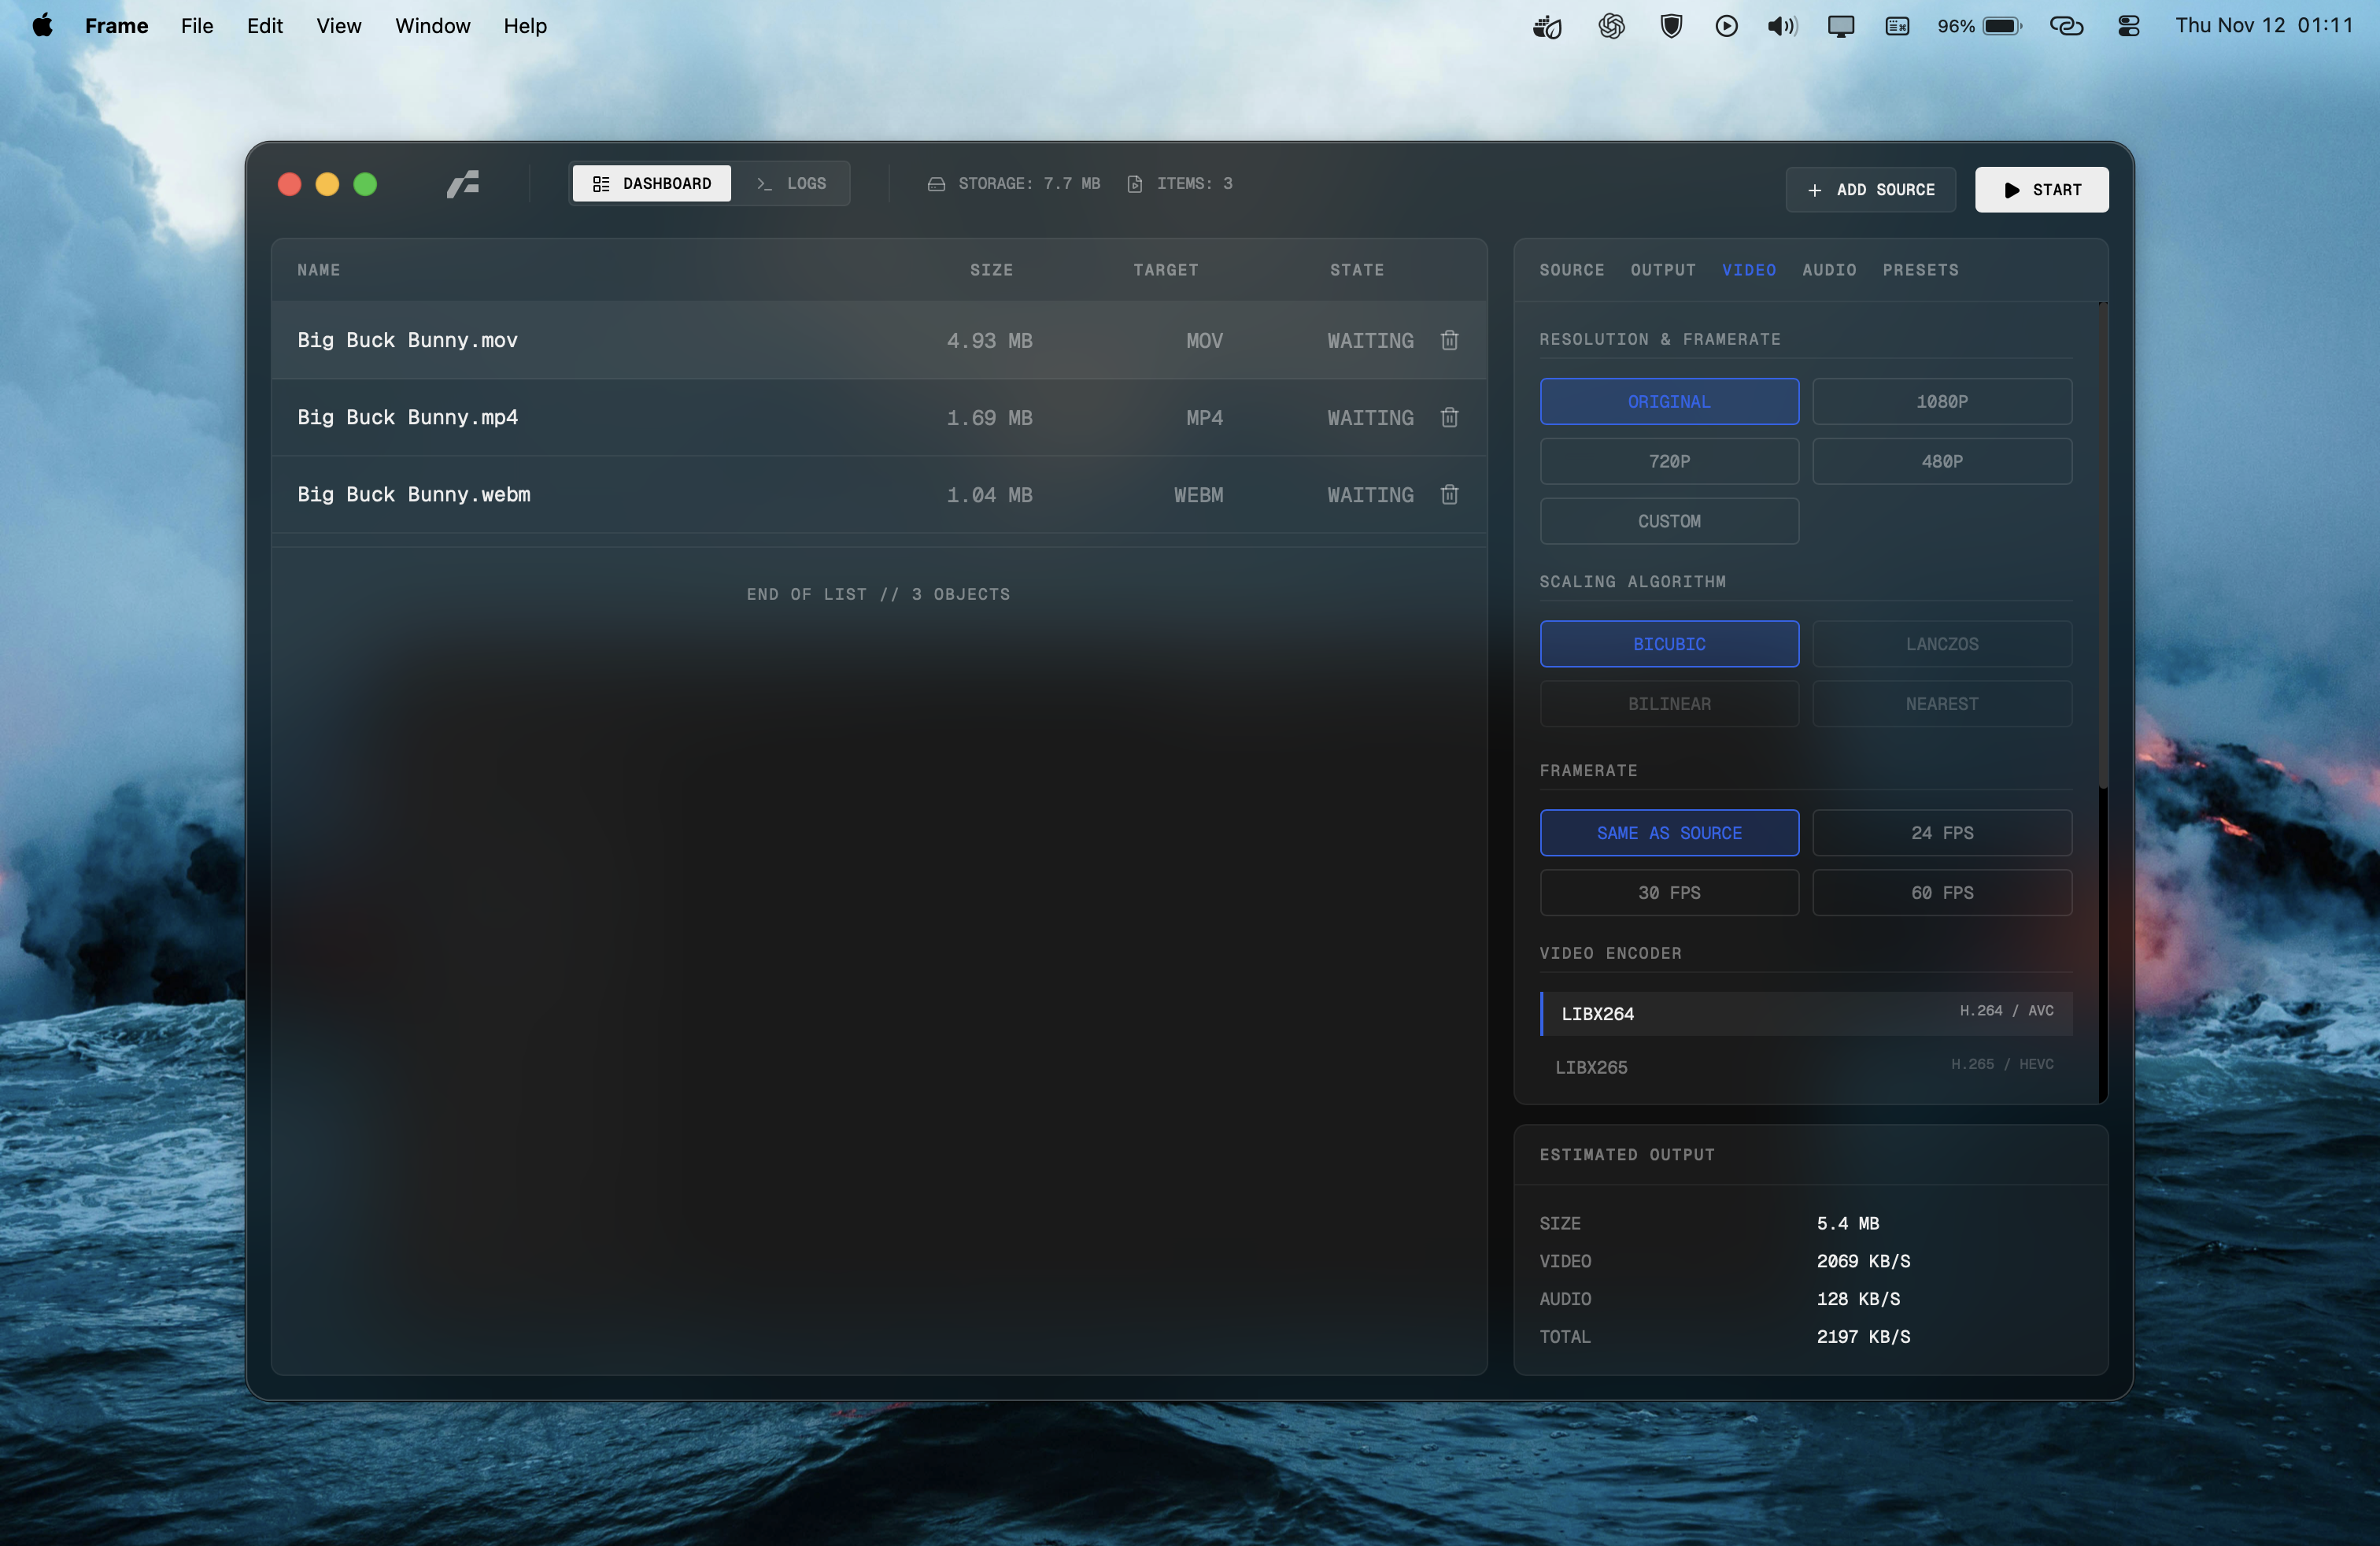 Frame File Edit View Window Help 96% Thu Nov 12 01:11
DASHBOARD >_ LOGS STORAGE: 7.7 MB ITEMS: 3 + ADD SOURCE START
NAME SIZE TARGET STATE
Big Buck Bunny.mov 4.93 MB MOV WAITING
Big Buck Bunny.mp4 1.69 MB MP4 WAITING
Big Buck Bunny.webm 1.04 MB WEBM WAITING
END OF LIST // 3 OBJECTS
SOURCE OUTPUT VIDEO AUDIO PRESETS
RESOLUTION & FRAMERATE
ORIGINAL 1080P
720P 480P
CUSTOM
SCALING ALGORITHM
BICUBIC LANCZOS
BILINEAR NEAREST
FRAMERATE
SAME AS SOURCE 24 FPS
30 FPS 60 FPS
VIDEO ENCODER
LIBX264 H.264 / AVC
LIBX265 H.265 / HEVC
ESTIMATED OUTPUT
SIZE 5.4 MB
VIDEO 2069 KB/S
AUDIO 128 KB/S
TOTAL 2197 KB/S